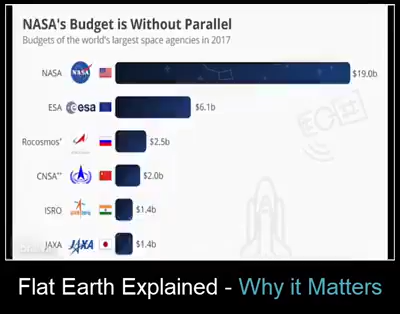 NASA's Budget is Without Parallel
Budgets of the world's largest space agencies in 2017
NASA NASA $19.0b
ESA esa $6.1b
Rocosmos* $2.5b
CNSA** $2.0b
ISRO $1.4b
JAXA JAXA $1.4b
Flat Earth Explained - Why it Matters